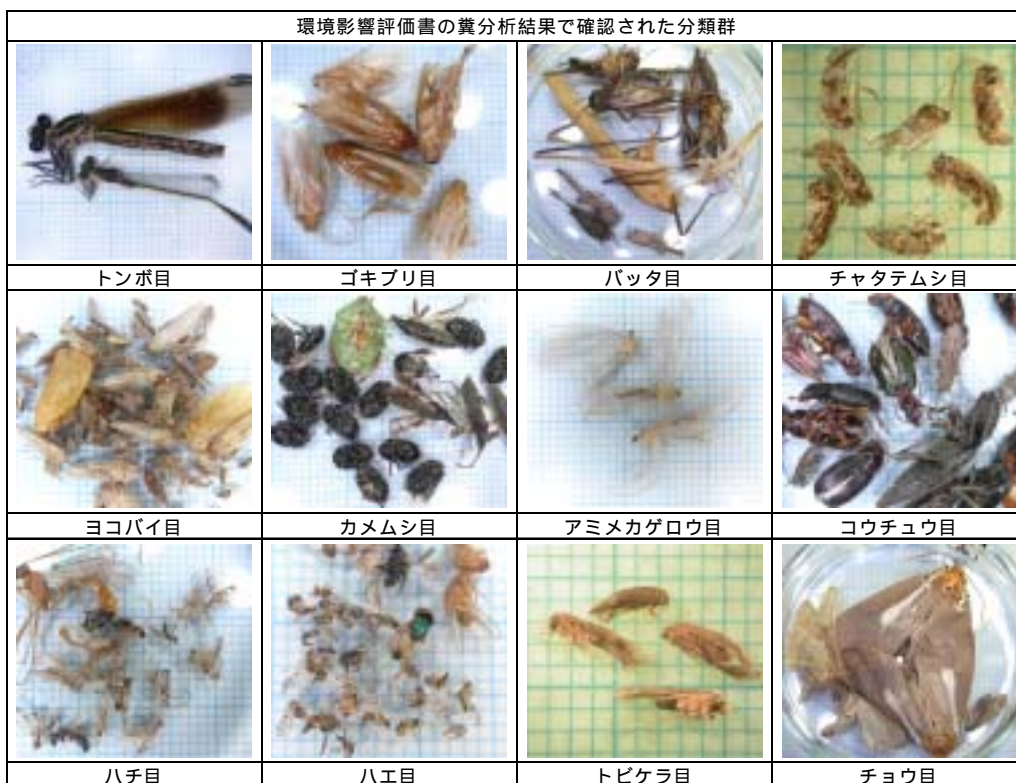 環境影響評価書の糞分析結果で確認された分類群
トンボ目 ゴキブリ目 バッタ目 チャタテムシ目
ヨコバイ目 カメムシ目 アミメカゲロウ目 コウチュウ目
ハチ目 ハエ目 トビケラ目 チョウ目